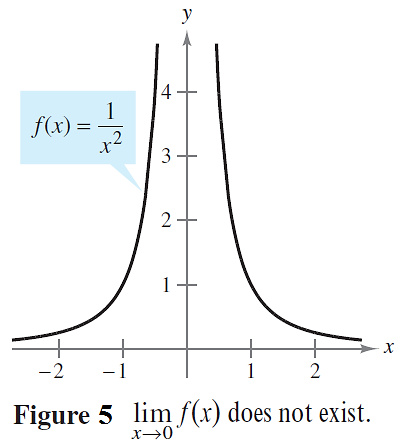 y
4
f(x) = 1/x²
3
2
1
x
−2 −1 1 2
Figure 5 lim f(x) does not exist.
x→0